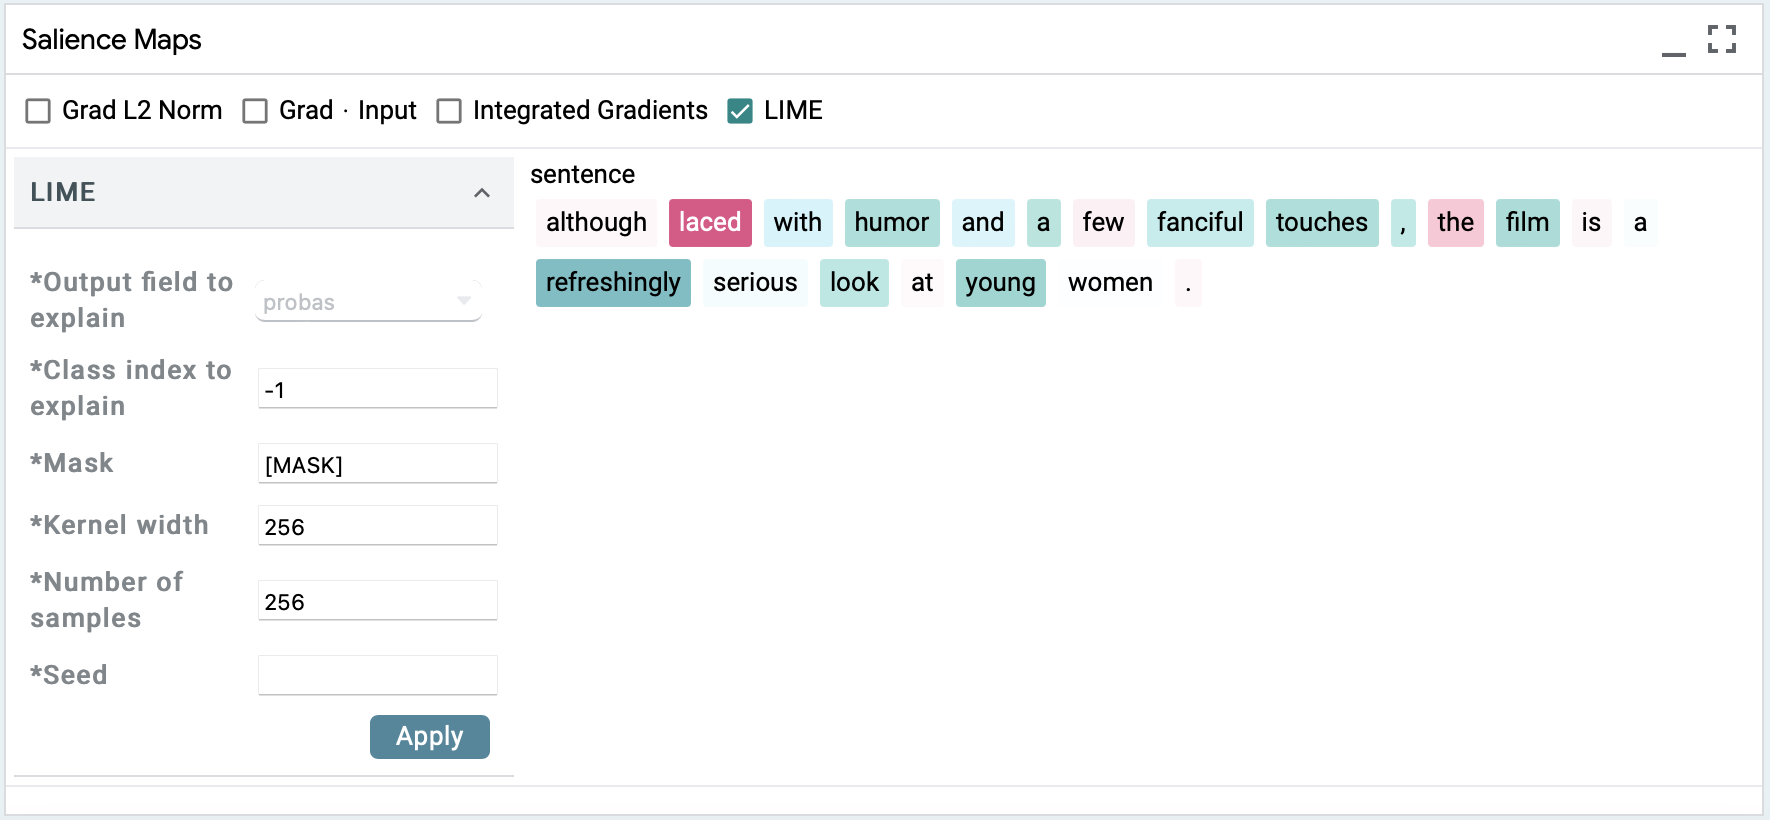 Salience Maps
Grad L2 Norm Grad · Input Integrated Gradients LIME
LIME
*Output field to
explain
probas
*Class index to
explain
-1
*Mask
[MASK]
*Kernel width
256
*Number of
samples
256
*Seed
Apply
sentence
although laced with humor and a few fanciful touches , the film is a
refreshingly serious look at young women .